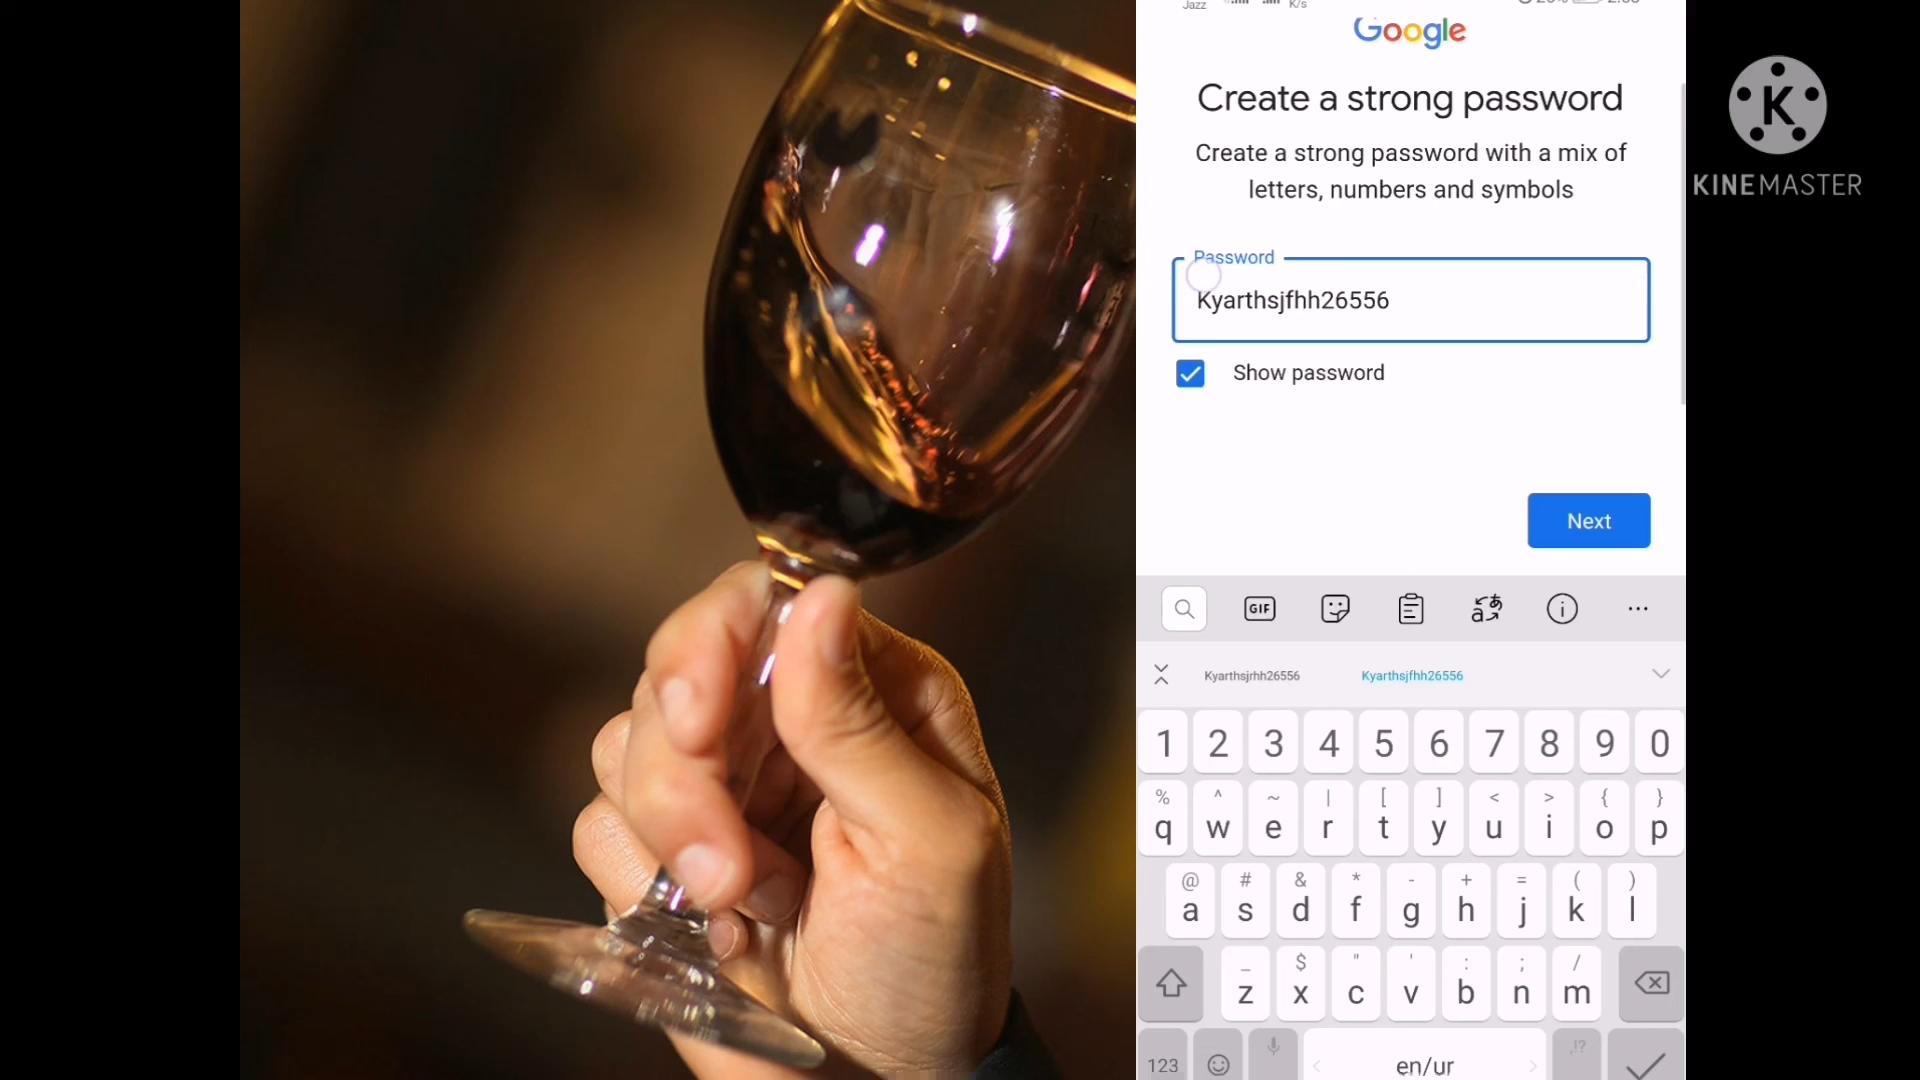 Jazz K/s
Google
Create a strong password
Create a strong password with a mix of
letters, numbers and symbols
Password
Kyarthsjfhh26556
Show password
Next
GIF
Kyarthsjrhh26556 Kyarthsjfhh26556
1 2 3 4 5 6 7 8 9 0
% ^ ~ | [ ] < > { }
q w e r t y u i o p
@ # & * - + = ( )
a s d f g h j k l
_ $ " ' : ; /
z x c v b n m
,!?
123 en/ur
K
KINEMASTER